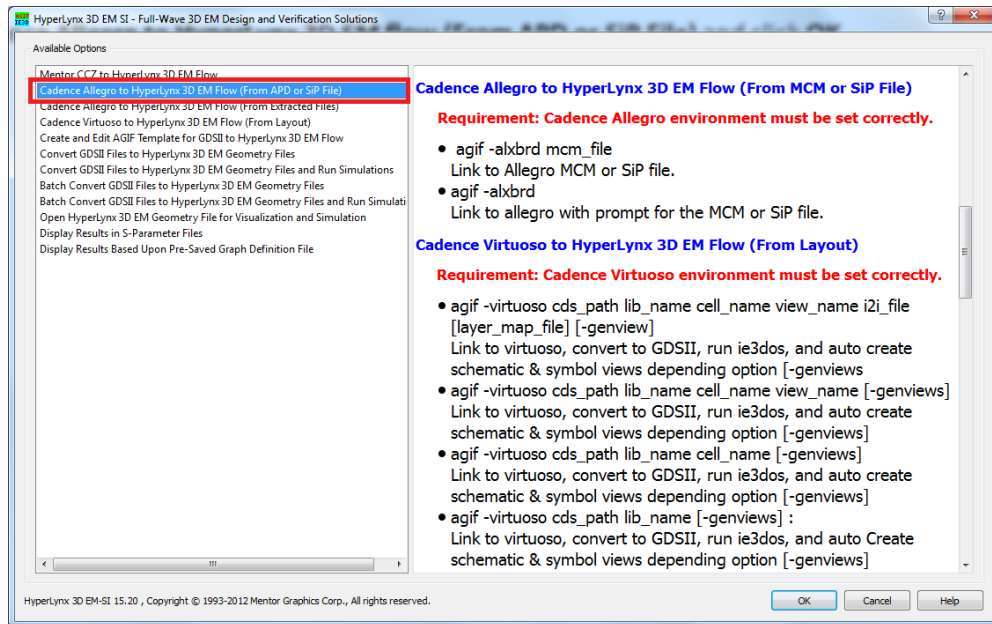 HyperLynx 3D EM SI - Full-Wave 3D EM Design and Verification Solutions
Available Options
Mentor CCZ to HyperLynx 3D EM Flow
Cadence Allegro to HyperLynx 3D EM Flow (From APD or SiP File)
Cadence Allegro to HyperLynx 3D EM Flow (From Extracted Files)
Cadence Virtuoso to HyperLynx 3D EM Flow (From Layout)
Create and Edit AGIF Template for GDSII to HyperLynx 3D EM Flow
Convert GDSII Files to HyperLynx 3D EM Geometry Files
Convert GDSII Files to HyperLynx 3D EM Geometry Files and Run Simulations
Batch Convert GDSII Files to HyperLynx 3D EM Geometry Files
Batch Convert GDSII Files to HyperLynx 3D EM Geometry Files and Run Simulati
Open HyperLynx 3D EM Geometry File for Visualization and Simulation
Display Results in S-Parameter Files
Display Results Based Upon Pre-Saved Graph Definition File
Cadence Allegro to HyperLynx 3D EM Flow (From MCM or SiP File)
Requirement: Cadence Allegro environment must be set correctly.
• agif -alxbrd mcm_file
Link to Allegro MCM or SiP file.
• agif -alxbrd
Link to allegro with prompt for the MCM or SiP file.
Cadence Virtuoso to HyperLynx 3D EM Flow (From Layout)
Requirement: Cadence Virtuoso environment must be set correctly.
• agif -virtuoso cds_path lib_name cell_name view_name i2i_file
[layer_map_file] [-genview]
Link to virtuoso, convert to GDSII, run ie3dos, and auto create
schematic & symbol views depending option [-genviews
• agif -virtuoso cds_path lib_name cell_name view_name [-genviews]
Link to virtuoso, convert to GDSII, run ie3dos, and auto create
schematic & symbol views depending option [-genviews]
• agif -virtuoso cds_path lib_name cell_name [-genviews]
Link to virtuoso, convert to GDSII, run ie3dos, and auto create
schematic & symbol views depending option [-genviews]
• agif -virtuoso cds_path lib_name [-genviews] :
Link to virtuoso, convert to GDSII, run ie3dos, and auto Create
schematic & symbol views depending option [-genviews]
HyperLynx 3D EM-SI 15.20 , Copyright © 1993-2012 Mentor Graphics Corp., All rights reserved.
OK
Cancel
Help